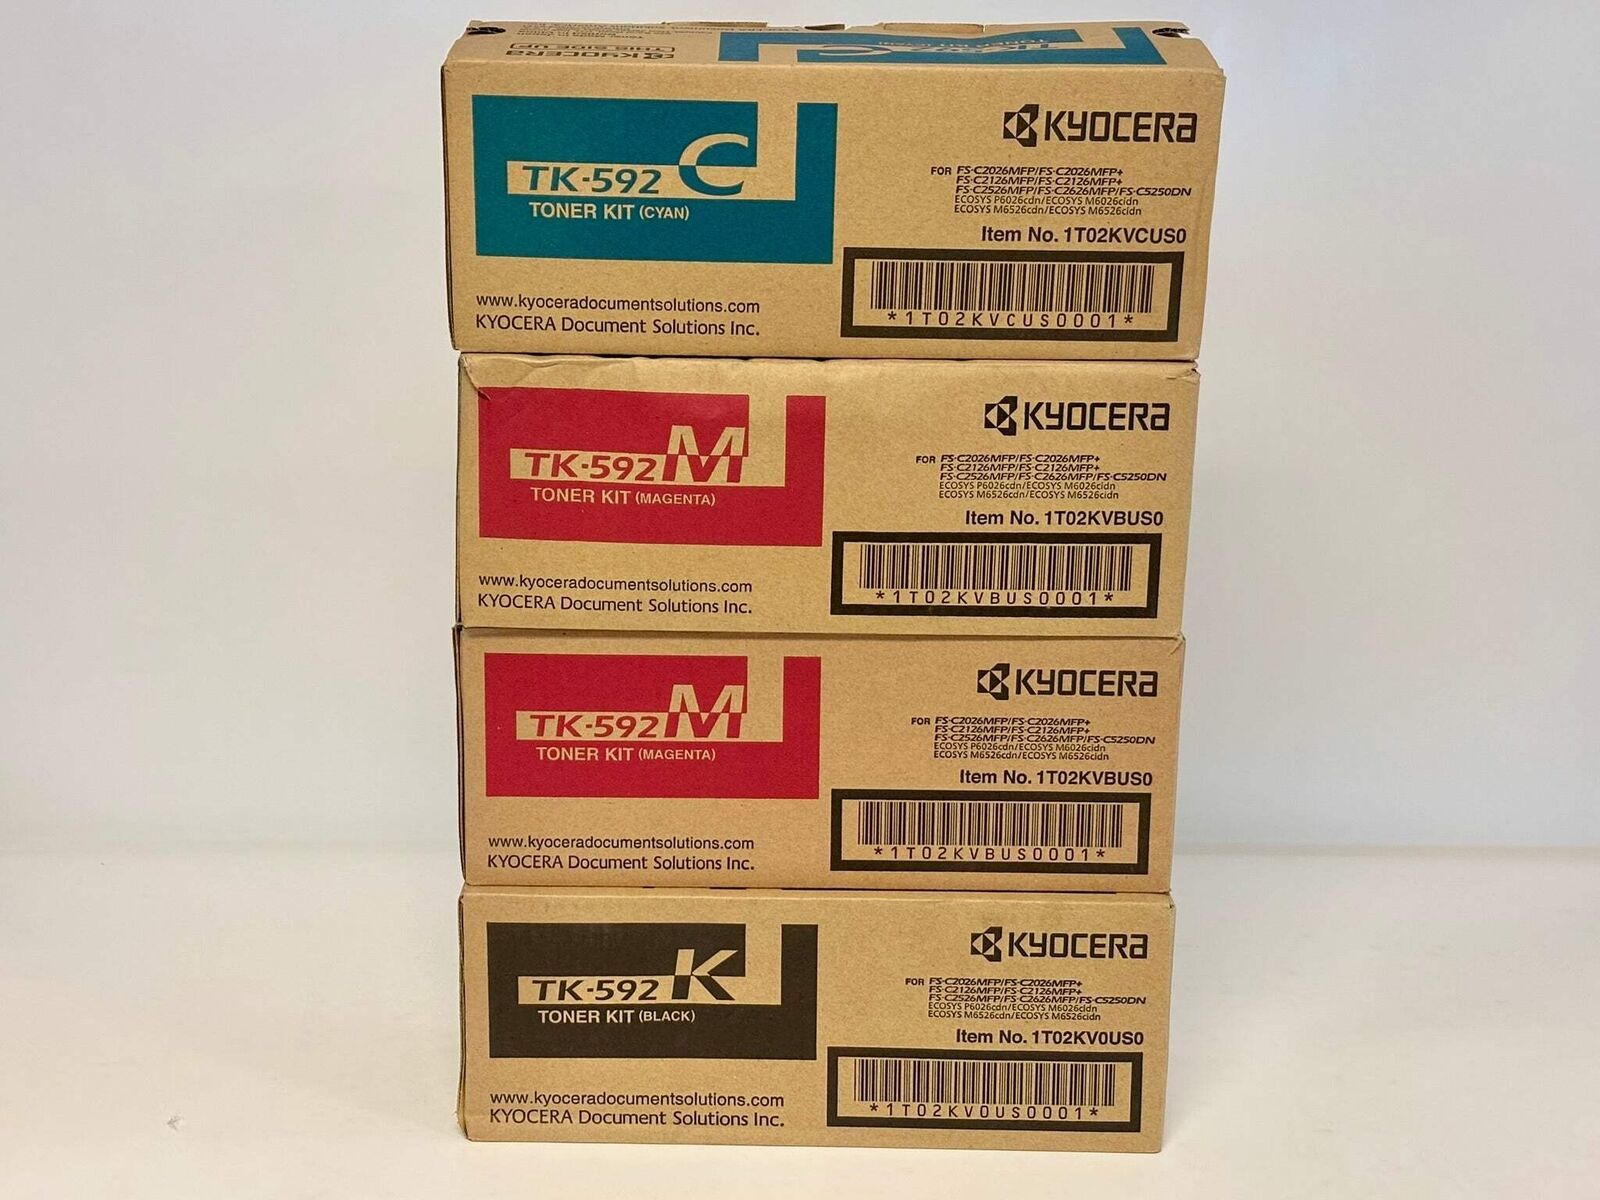 KYOCERA
THIS SIDE UP
TK-592 C
TONER KIT (CYAN)
KYOCERA
FOR FS-C2026MFP/FS-C2026MFP+
FS-C2126MFP/FS-C2126MFP+
FS-C2526MFP/FS-C2626MFP/FS-C5250DN
ECOSYS P6026cdn/ECOSYS M6026cidn
ECOSYS M6526cdn/ECOSYS M6526cidn
Item No. 1T02KVCUS0
*1T02KVCUS0001*
www.kyoceradocumentsolutions.com
KYOCERA Document Solutions Inc.
TK-592 M
TONER KIT (MAGENTA)
KYOCERA
FOR FS-C2026MFP/FS-C2026MFP+
FS-C2126MFP/FS-C2126MFP+
FS-C2526MFP/FS-C2626MFP/FS-C5250DN
ECOSYS P6026cdn/ECOSYS M6026cidn
ECOSYS M6526cdn/ECOSYS M6526cidn
Item No. 1T02KVBUS0
*1T02KVBUS0001*
www.kyoceradocumentsolutions.com
KYOCERA Document Solutions Inc.
TK-592 M
TONER KIT (MAGENTA)
KYOCERA
FOR FS-C2026MFP/FS-C2026MFP+
FS-C2126MFP/FS-C2126MFP+
FS-C2526MFP/FS-C2626MFP/FS-C5250DN
ECOSYS P6026cdn/ECOSYS M6026cidn
ECOSYS M6526cdn/ECOSYS M6526cidn
Item No. 1T02KVBUS0
*1T02KVBUS0001*
www.kyoceradocumentsolutions.com
KYOCERA Document Solutions Inc.
TK-592 K
TONER KIT (BLACK)
KYOCERA
FOR FS-C2026MFP/FS-C2026MFP+
FS-C2126MFP/FS-C2126MFP+
FS-C2526MFP/FS-C2626MFP/FS-C5250DN
ECOSYS P6026cdn/ECOSYS M6026cidn
ECOSYS M6526cdn/ECOSYS M6526cidn
Item No. 1T02KV0US0
*1T02KV0US0001*
www.kyoceradocumentsolutions.com
KYOCERA Document Solutions Inc.